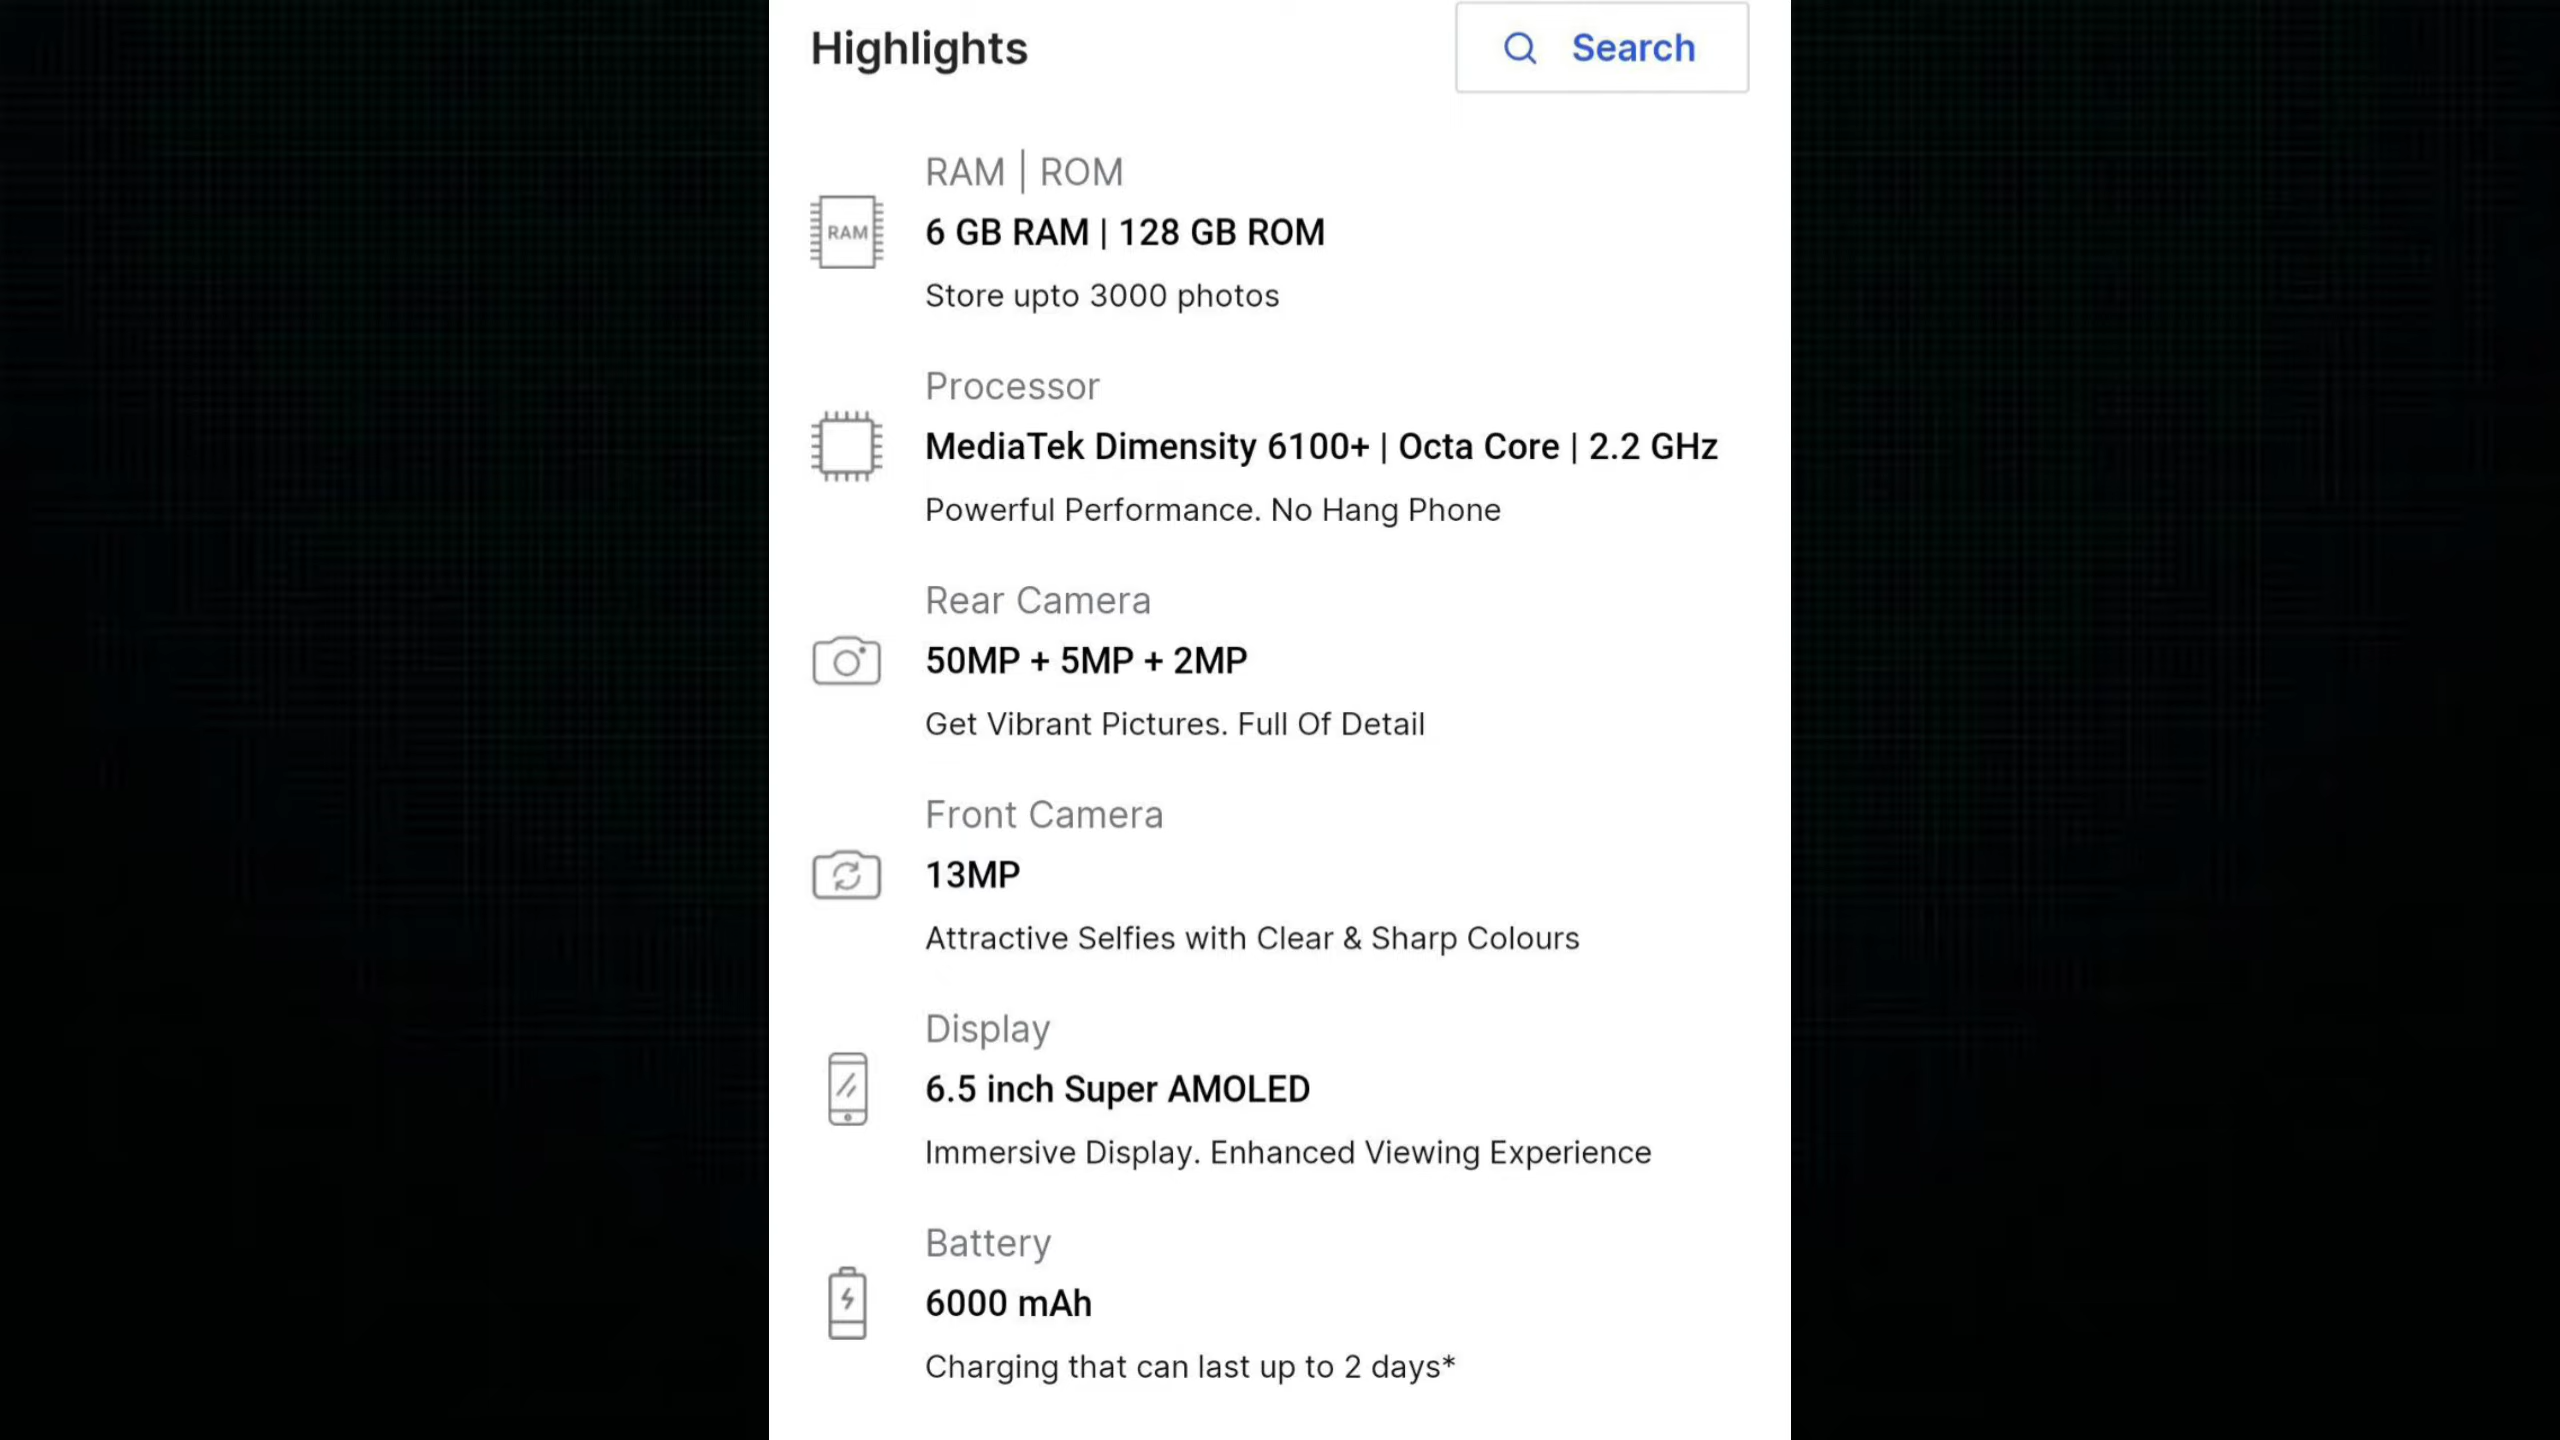 Highlights
Search
RAM | ROM
RAM
6 GB RAM | 128 GB ROM
Store upto 3000 photos
Processor
MediaTek Dimensity 6100+ | Octa Core | 2.2 GHz
Powerful Performance. No Hang Phone
Rear Camera
50MP + 5MP + 2MP
Get Vibrant Pictures. Full Of Detail
Front Camera
13MP
Attractive Selfies with Clear & Sharp Colours
Display
6.5 inch Super AMOLED
Immersive Display. Enhanced Viewing Experience
Battery
6000 mAh
Charging that can last up to 2 days*